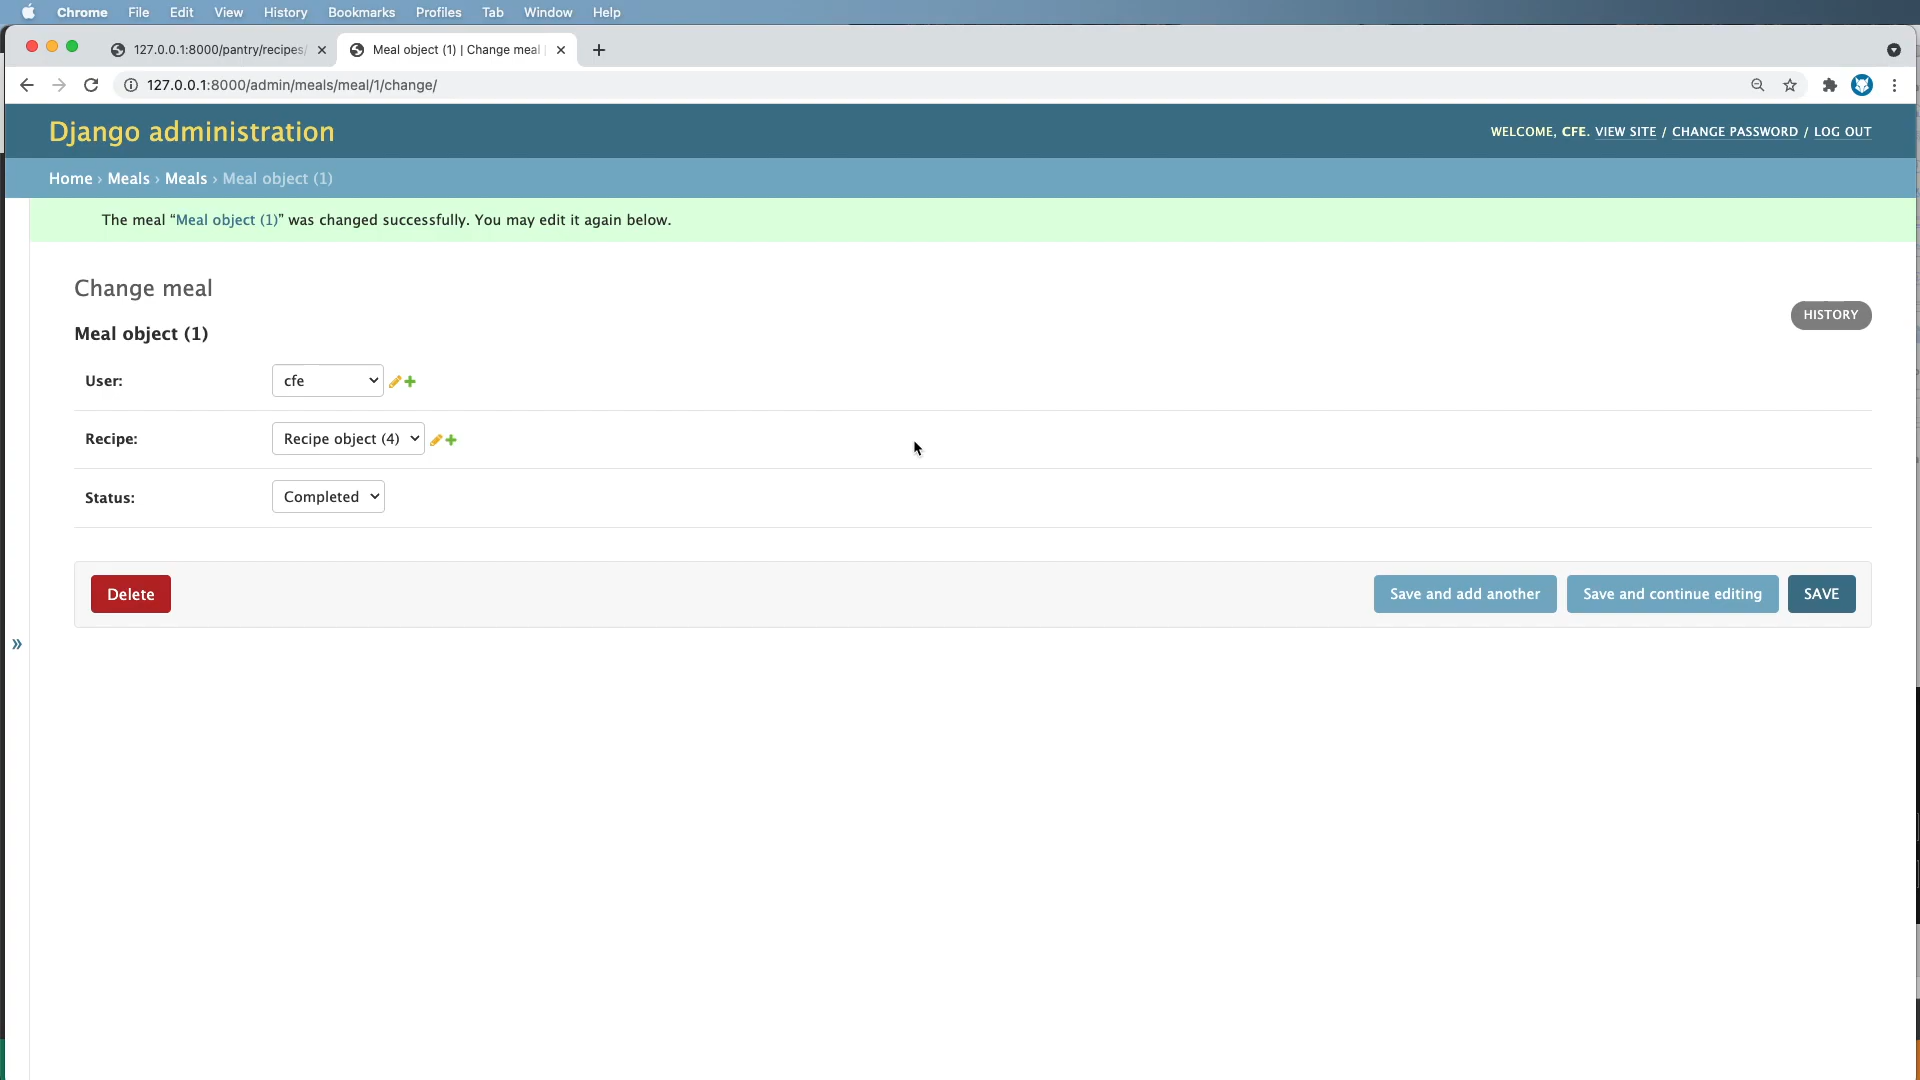 Chrome File Edit View History Bookmarks Profiles Tab Window Help
127.0.0.1:8000/pantry/recipes/
Meal object (1) | Change meal
127.0.0.1:8000/admin/meals/meal/1/change/
Django administration
WELCOME, CFE. VIEW SITE / CHANGE PASSWORD / LOG OUT
Home › Meals › Meals › Meal object (1)
The meal “Meal object (1)” was changed successfully. You may edit it again below.
Change meal
HISTORY
Meal object (1)
User: cfe
Recipe: Recipe object (4)
Status: Completed
Delete
Save and add another
Save and continue editing
SAVE
»